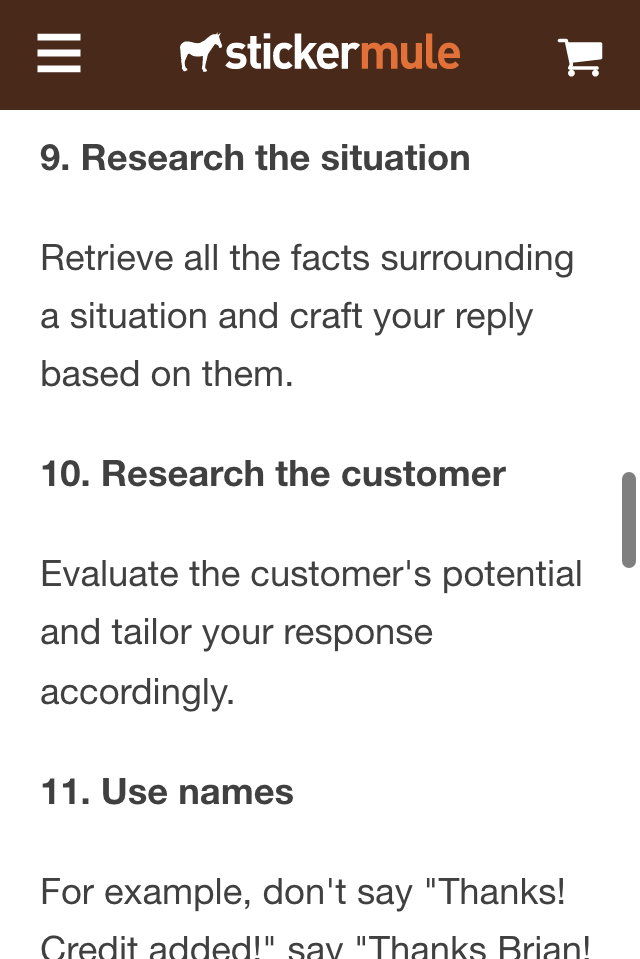 stickermule
9. Research the situation
Retrieve all the facts surrounding
a situation and craft your reply
based on them.
10. Research the customer
Evaluate the customer's potential
and tailor your response
accordingly.
11. Use names
For example, don't say "Thanks!
Credit added!" say "Thanks Brian!